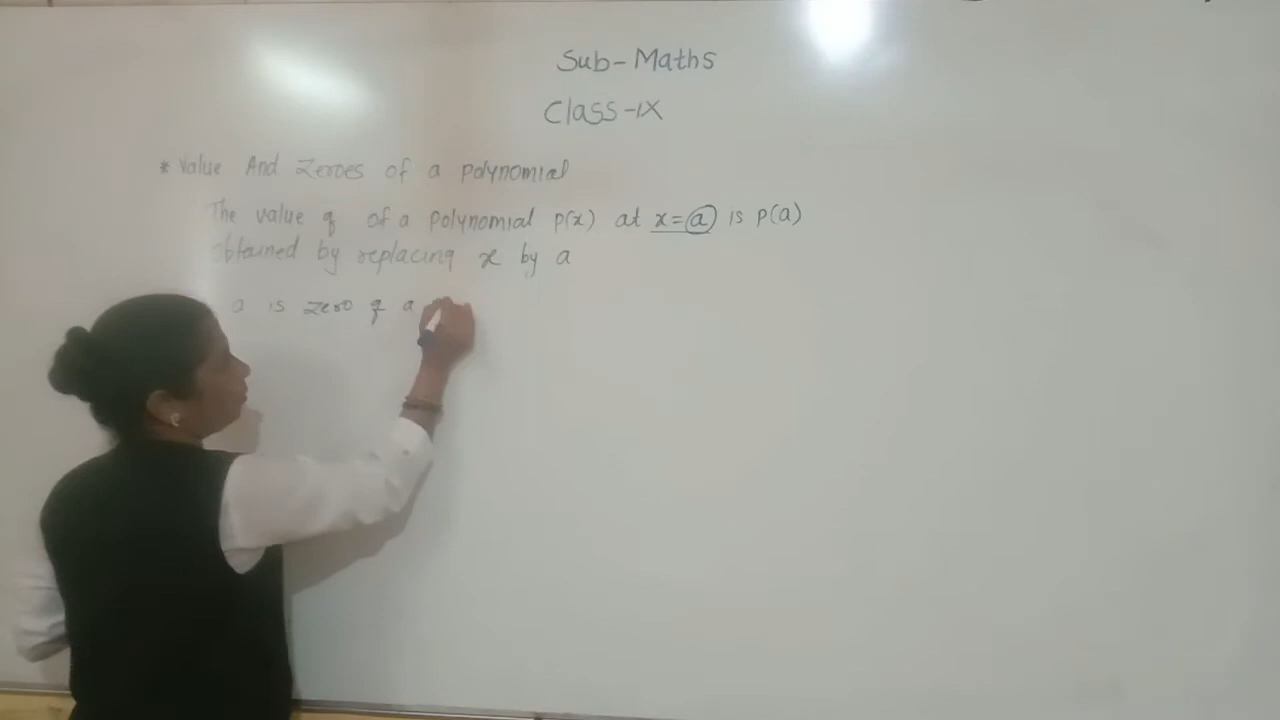 Sub-Maths
Class-IX
* Value And Zeroes of a polynomial
The value of of a polynomial p(x) at x=a is p(a)
obtained by replacing x by a
a is zero of a